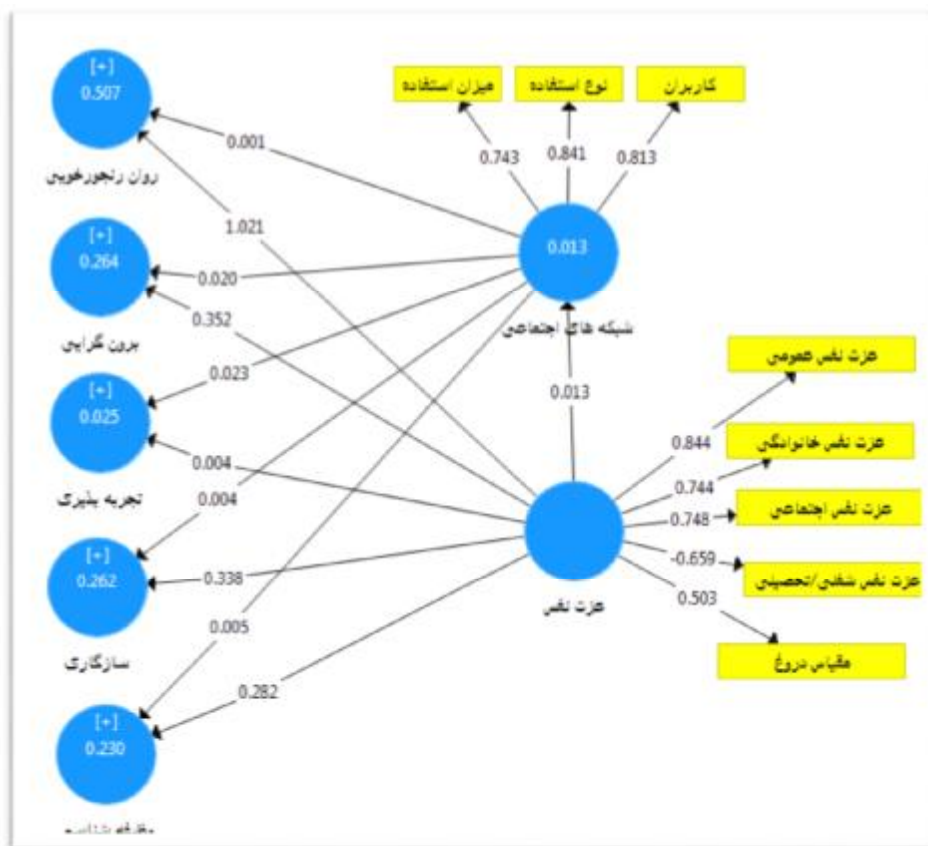 [+]
0.507
روان رنجورخویی
[+]
0.264
برون گرایی
[+]
0.025
تجربه پذیری
[+]
0.262
سازگاری
[+]
0.230
میزان استفاده
نوع استفاده
کاربران
0.743
0.841
0.813
0.013
شبکه های اجتماعی
0.001
1.021
0.020
0.352
0.023
0.004
0.004
0.338
0.005
0.282
0.013
عزت نفس
0.844
0.744
0.748
-0.659
0.503
عزت نفس عمومی
عزت نفس خانوادگی
عزت نفس اجتماعی
عزت نفس شغلی/تحصیلی
مقیاس دروغ